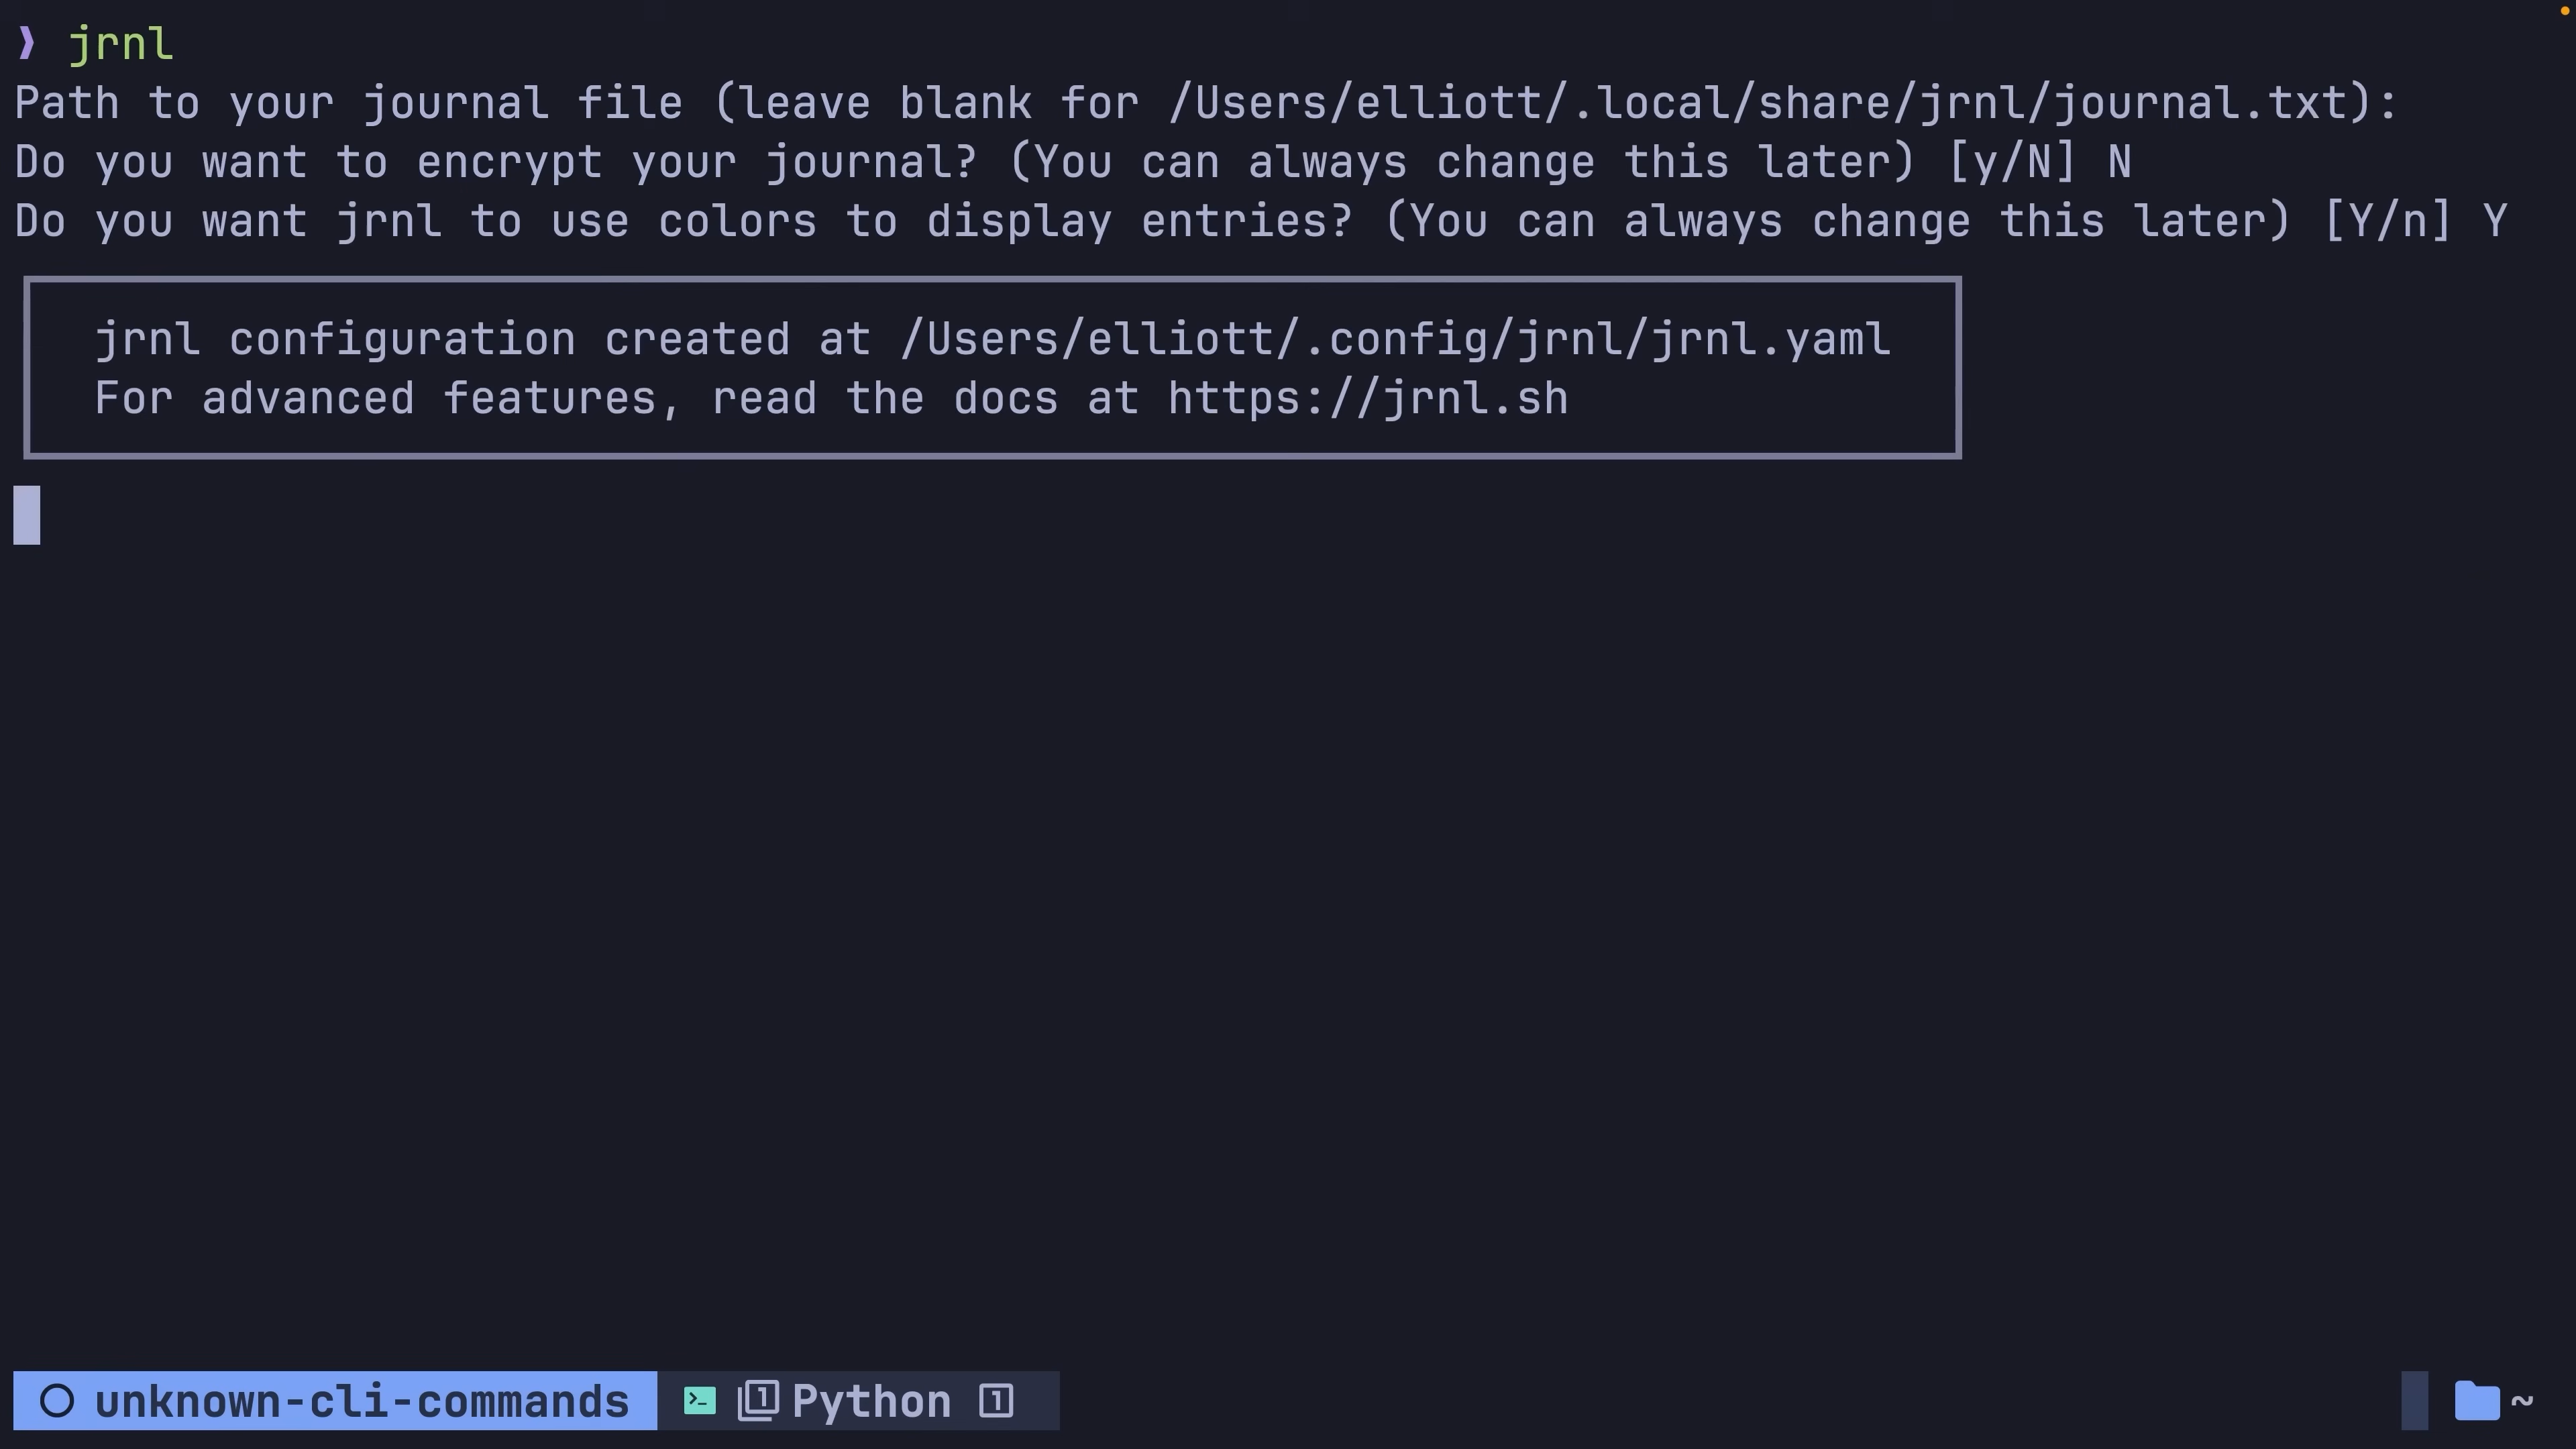 ❱ jrnl
Path to your journal file (leave blank for /Users/elliott/.local/share/jrnl/journal.txt):
Do you want to encrypt your journal? (You can always change this later) [y/N] N
Do you want jrnl to use colors to display entries? (You can always change this later) [Y/n] Y
jrnl configuration created at /Users/elliott/.config/jrnl/jrnl.yaml
For advanced features, read the docs at https://jrnl.sh
unknown-cli-commands 1 Python 1 ~